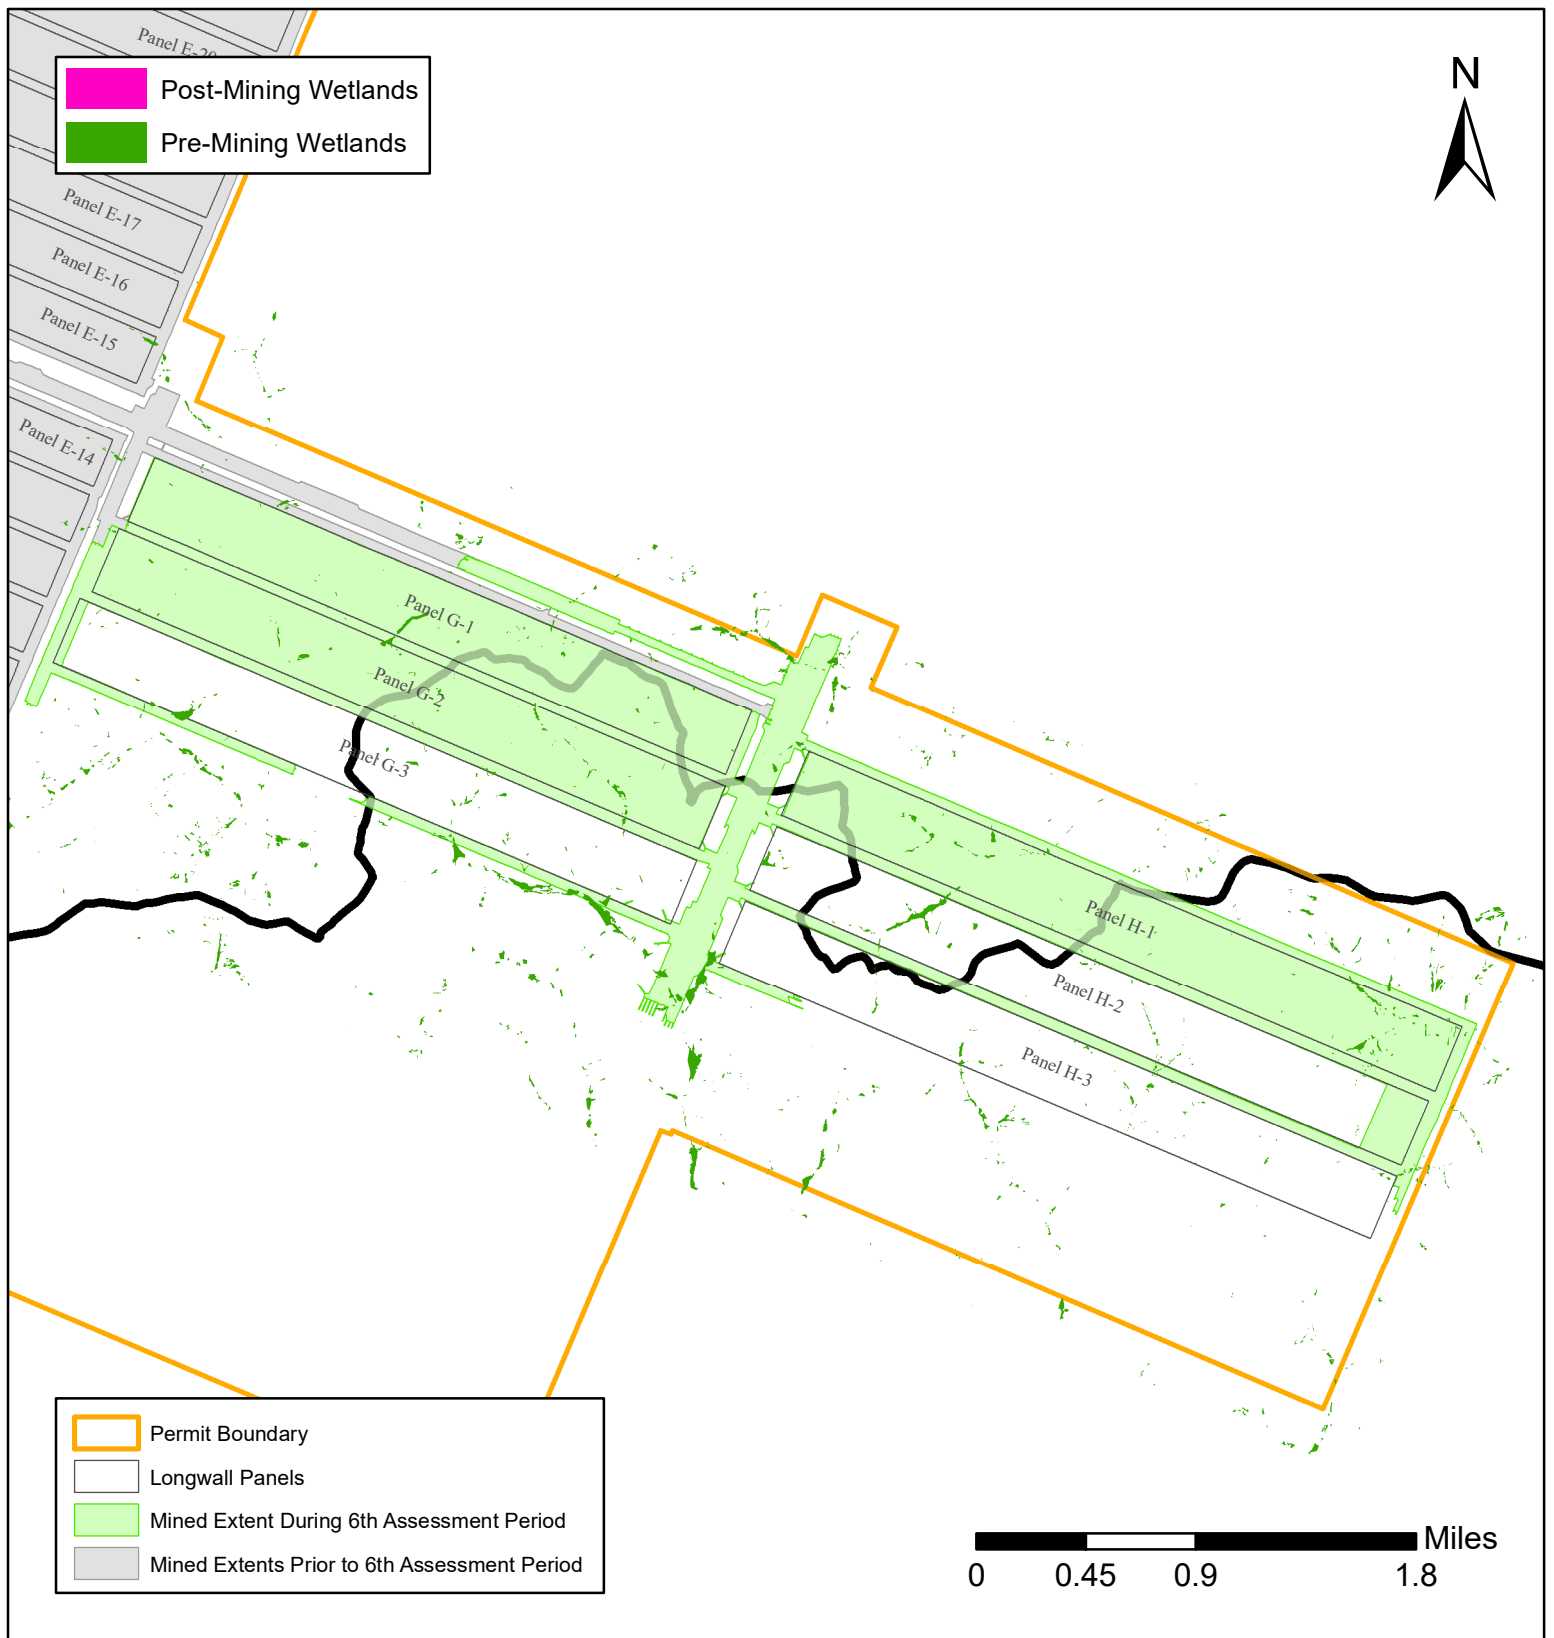 Panel E-20
Post-Mining Wetlands
Pre-Mining Wetlands
N
Panel E-17
Panel E-16
Panel E-15
Panel E-14
Panel G-1
Panel G-2
Panel G-3
Panel H-1
Panel H-2
Panel H-3
Permit Boundary
Longwall Panels
Mined Extent During 6th Assessment Period
Mined Extents Prior to 6th Assessment Period
Miles
0 0.45 0.9 1.8